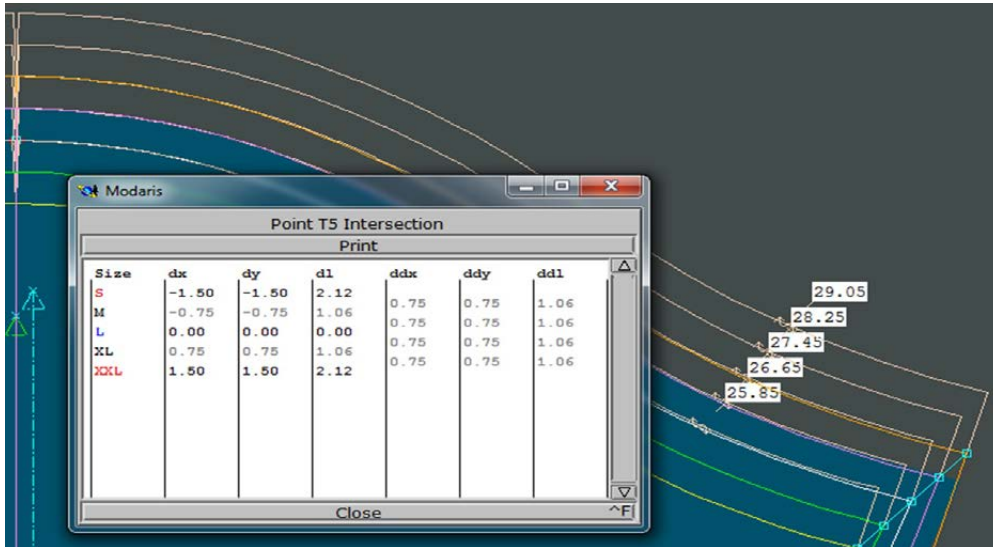 Modaris
Point T5 Intersection
Print
Size dx dy dl ddx ddy ddl
S -1.50 -1.50 2.12
0.75 0.75 1.06
M -0.75 -0.75 1.06
0.75 0.75 1.06
L 0.00 0.00 0.00
0.75 0.75 1.06
XL 0.75 0.75 1.06
0.75 0.75 1.06
XXL 1.50 1.50 2.12
Close ^F
29.05
28.25
27.45
26.65
25.85